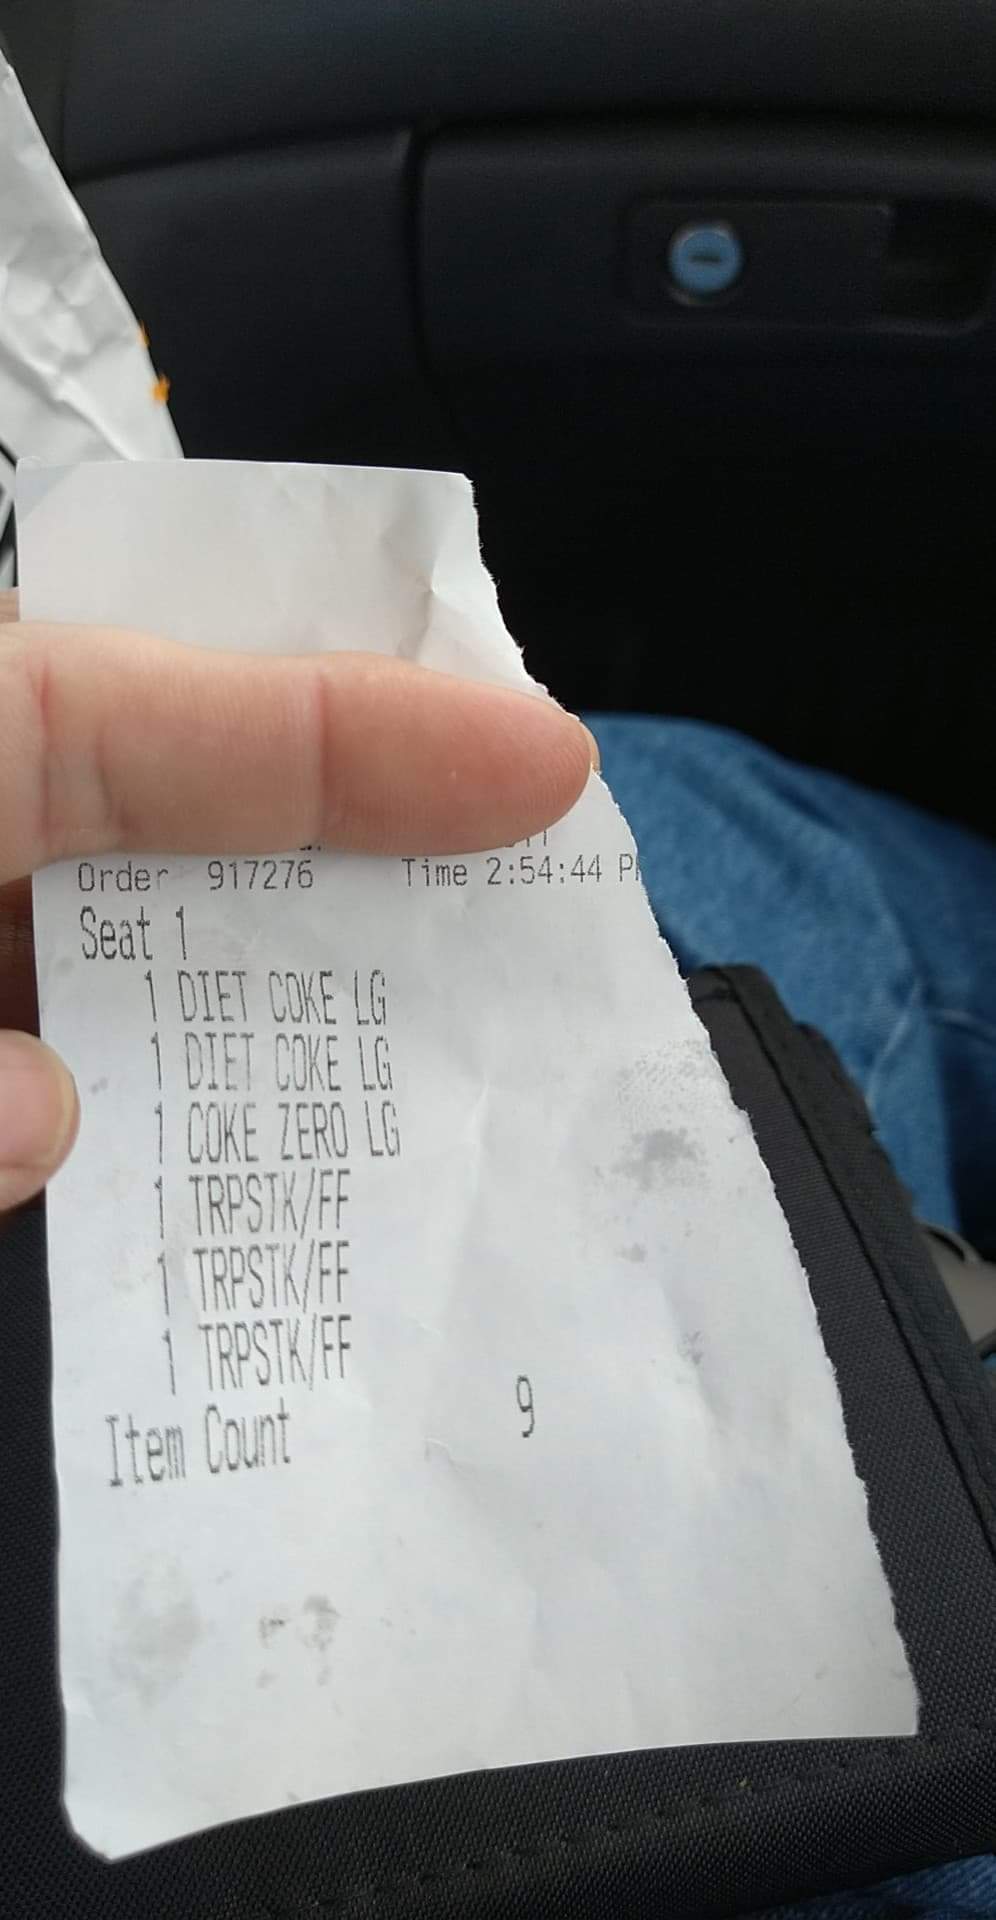 Order 917276 Time 2:54:44
Seat 1
1 DIET COKE LG
1 DIET COKE LG
1 COKE ZERO LG
1 TRPSTK/FF
1 TRPSTK/FF
1 TRPSTK/FF
Item Count 9